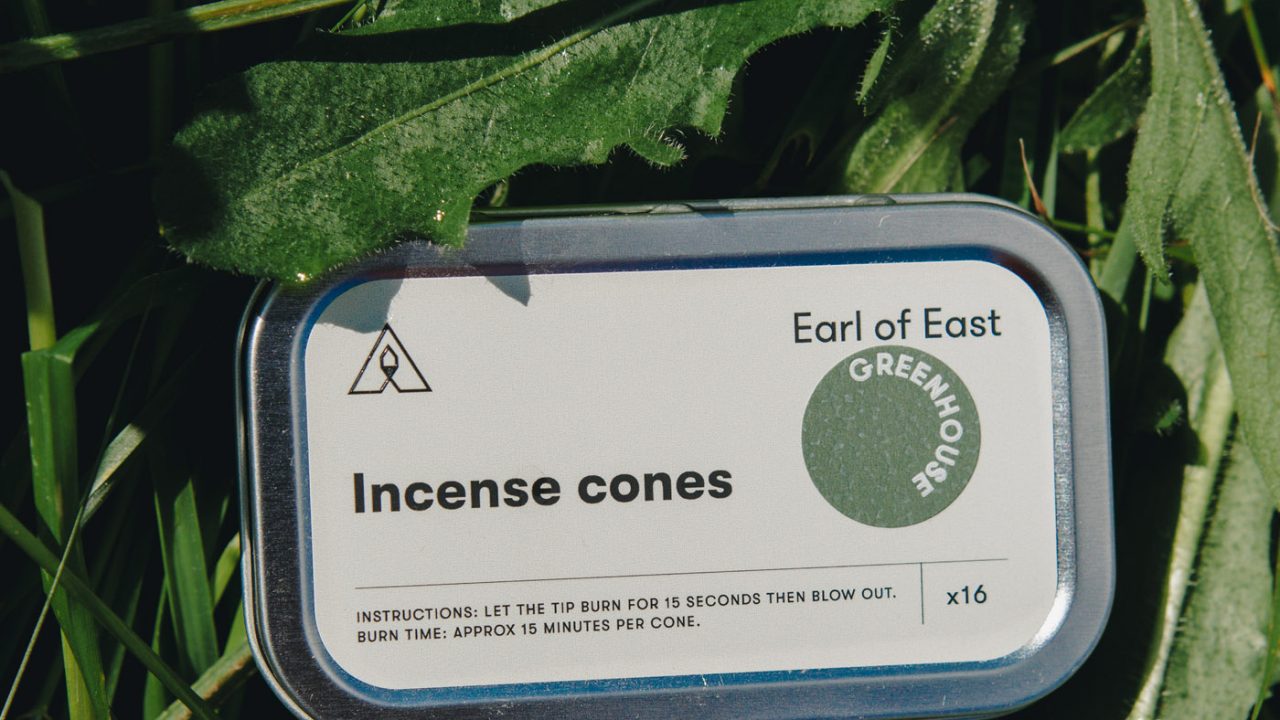 Earl of East
GREENHOUSE
Incense cones
INSTRUCTIONS: LET THE TIP BURN FOR 15 SECONDS THEN BLOW OUT.
BURN TIME: APPROX 15 MINUTES PER CONE.
x16